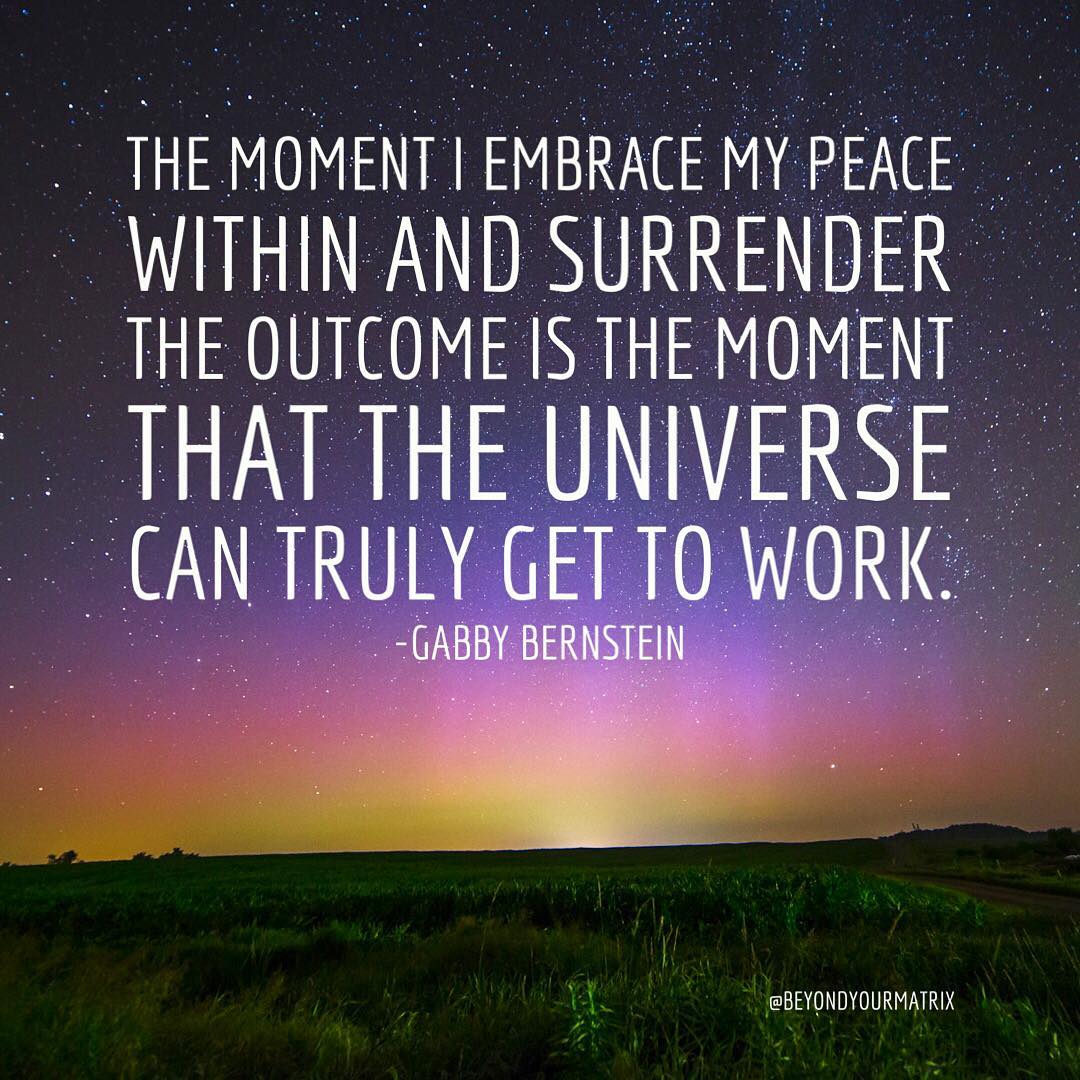 THE MOMENT I EMBRACE MY PEACE
WITHIN AND SURRENDER
THE OUTCOME IS THE MOMENT
THAT THE UNIVERSE
CAN TRULY GET TO WORK.
-GABBY BERNSTEIN
@BEYONDYOURMATRIX